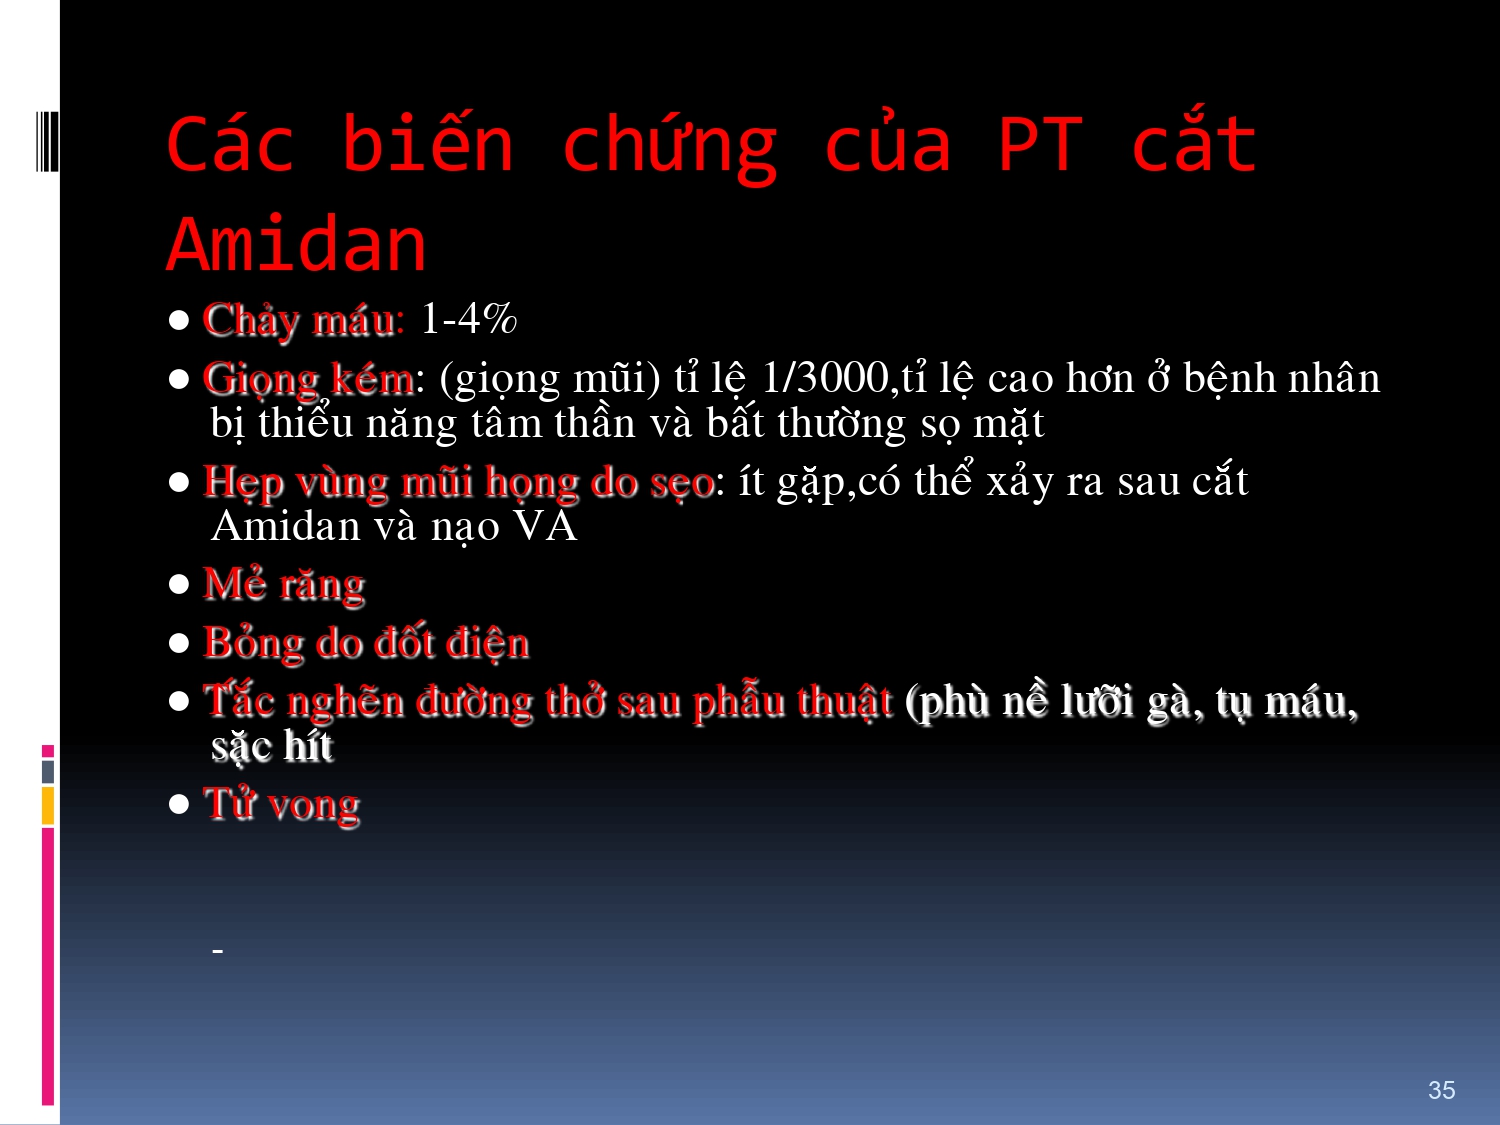 Các biến chứng của PT cắt
Amidan
● Chảy máu: 1-4%
● Giọng kém: (giọng mũi) tỉ lệ 1/3000,tỉ lệ cao hơn ở bệnh nhân
bị thiểu năng tâm thần và bất thường sọ mặt
● Hẹp vùng mũi họng do sẹo: ít gặp,có thể xảy ra sau cắt
Amidan và nạo VA
● Mẻ răng
● Bỏng do đốt điện
● Tắc nghẽn đường thở sau phẫu thuật (phù nề lưỡi gà, tụ máu,
sặc hít
● Tử vong
-
35